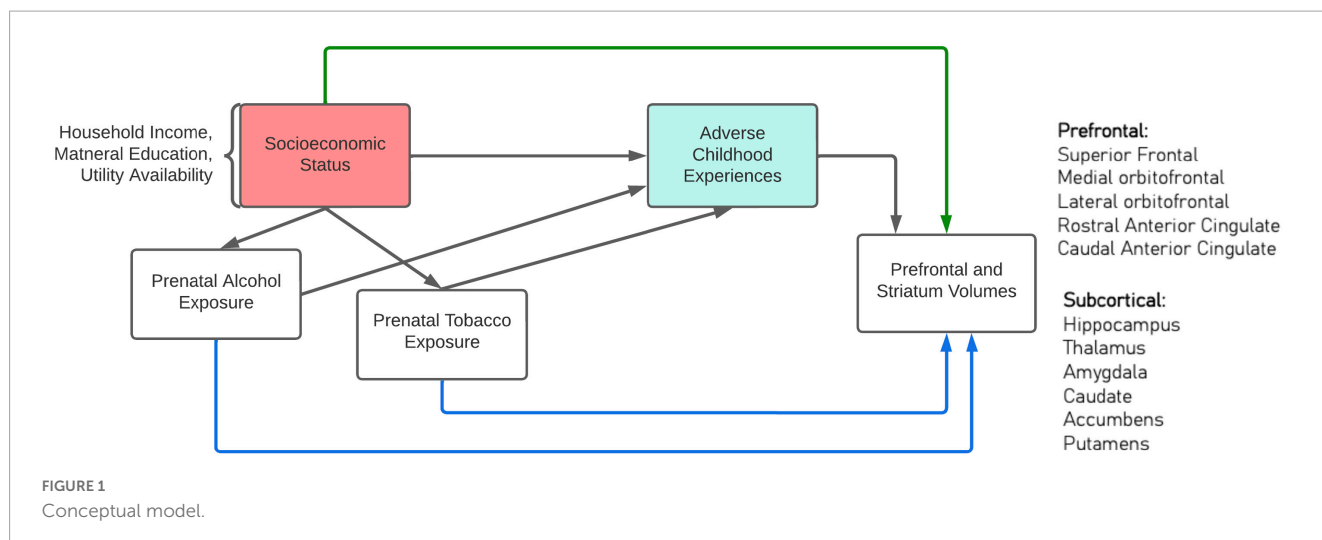 Household Income,
Matneral Education,
Utility Availability
Socioeconomic
Status
Adverse
Childhood
Experiences
Prenatal Alcohol
Exposure
Prenatal Tobacco
Exposure
Prefrontal and
Striatum Volumes
Prefrontal:
Superior Frontal
Medial orbitofrontal
Lateral orbitofrontal
Rostral Anterior Cingulate
Caudal Anterior Cingulate
Subcortical:
Hippocampus
Thalamus
Amygdala
Caudate
Accumbens
Putamens
FIGURE 1
Conceptual model.